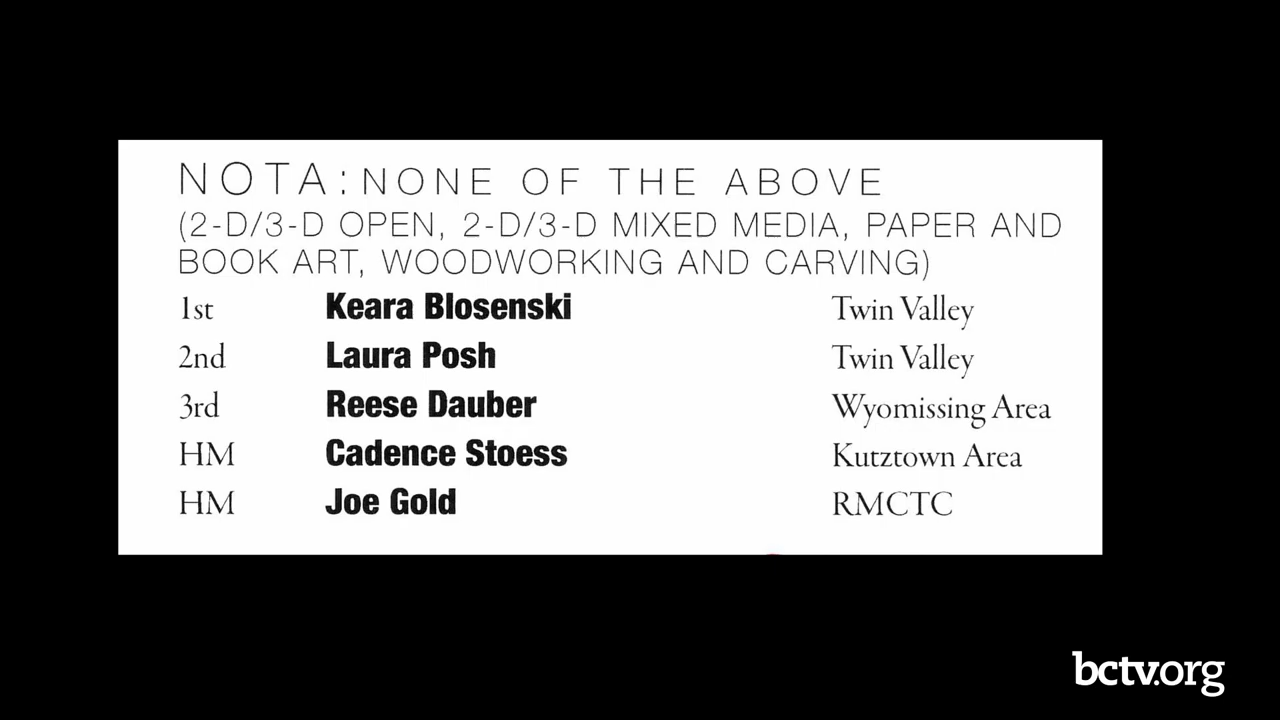 NOTA: NONE OF THE ABOVE
(2-D/3-D OPEN, 2-D/3-D MIXED MEDIA, PAPER AND
BOOK ART, WOODWORKING AND CARVING)
1st Keara Blosenski Twin Valley
2nd Laura Posh Twin Valley
3rd Reese Dauber Wyomissing Area
HM Cadence Stoess Kutztown Area
HM Joe Gold RMCTC
bctv.org